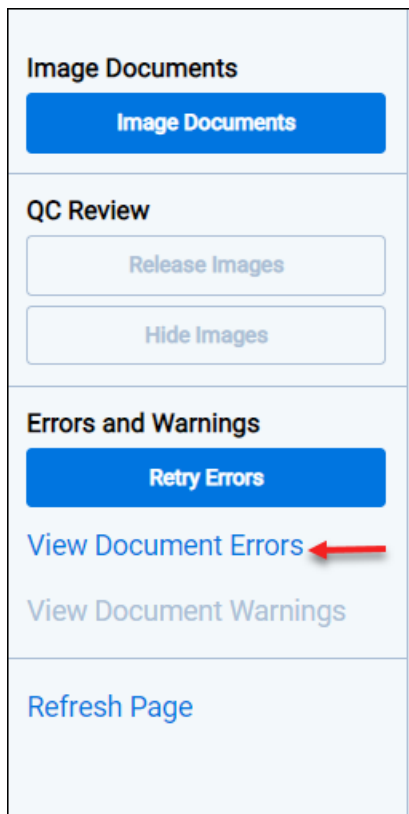 Image Documents
Image Documents
QC Review
Release Images
Hide Images
Errors and Warnings
Retry Errors
View Document Errors
View Document Warnings
Refresh Page